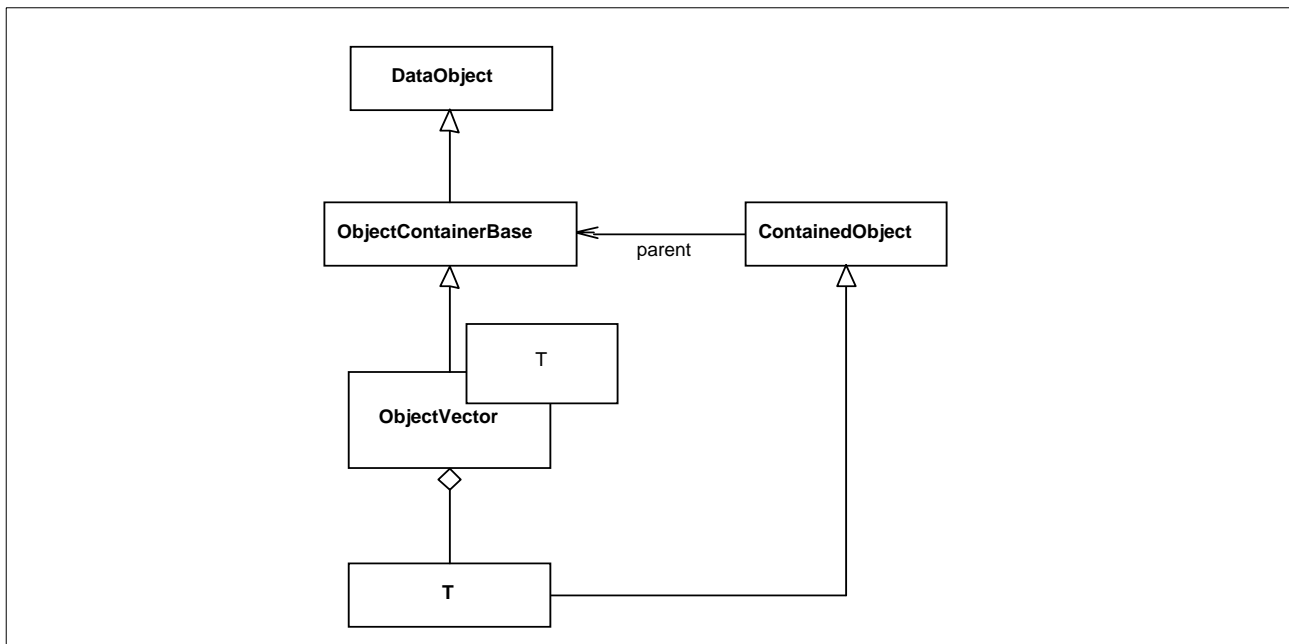 DataObject
ObjectContainerBase
ContainedObject
parent
T
ObjectVector
T